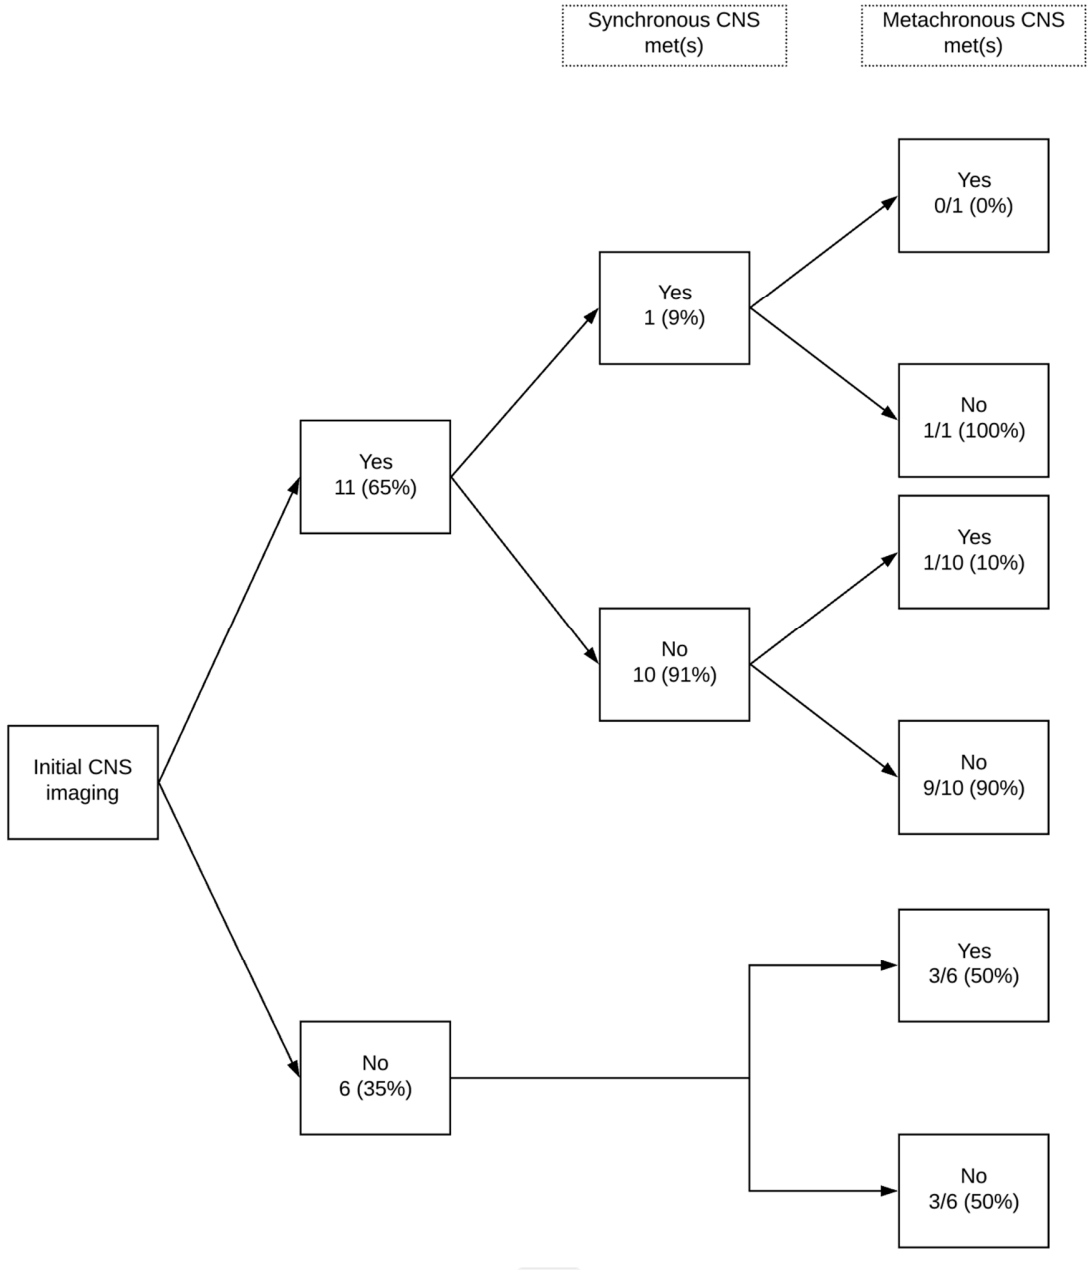 Synchronous CNS
met(s)
Metachronous CNS
met(s)
Yes
0/1 (0%)
Yes
1 (9%)
No
1/1 (100%)
Yes
11 (65%)
Yes
1/10 (10%)
No
10 (91%)
No
9/10 (90%)
Initial CNS
imaging
Yes
3/6 (50%)
No
6 (35%)
No
3/6 (50%)